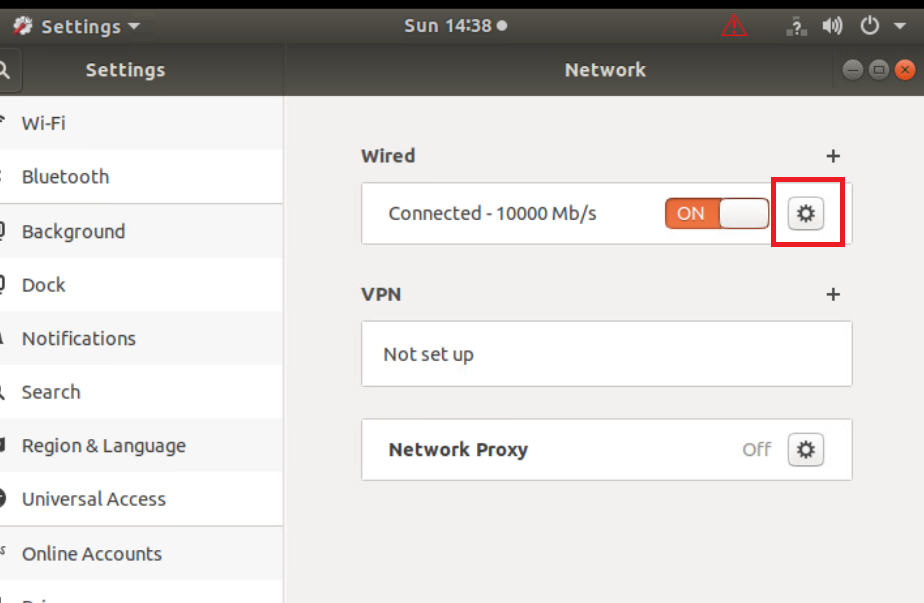 Settings
Sun 14:38
?
Settings
Network
Wi-Fi
Bluetooth
Background
Dock
Notifications
Search
Region & Language
Universal Access
Online Accounts
Wired
+
Connected - 10000 Mb/s
ON
VPN
+
Not set up
Network Proxy
Off